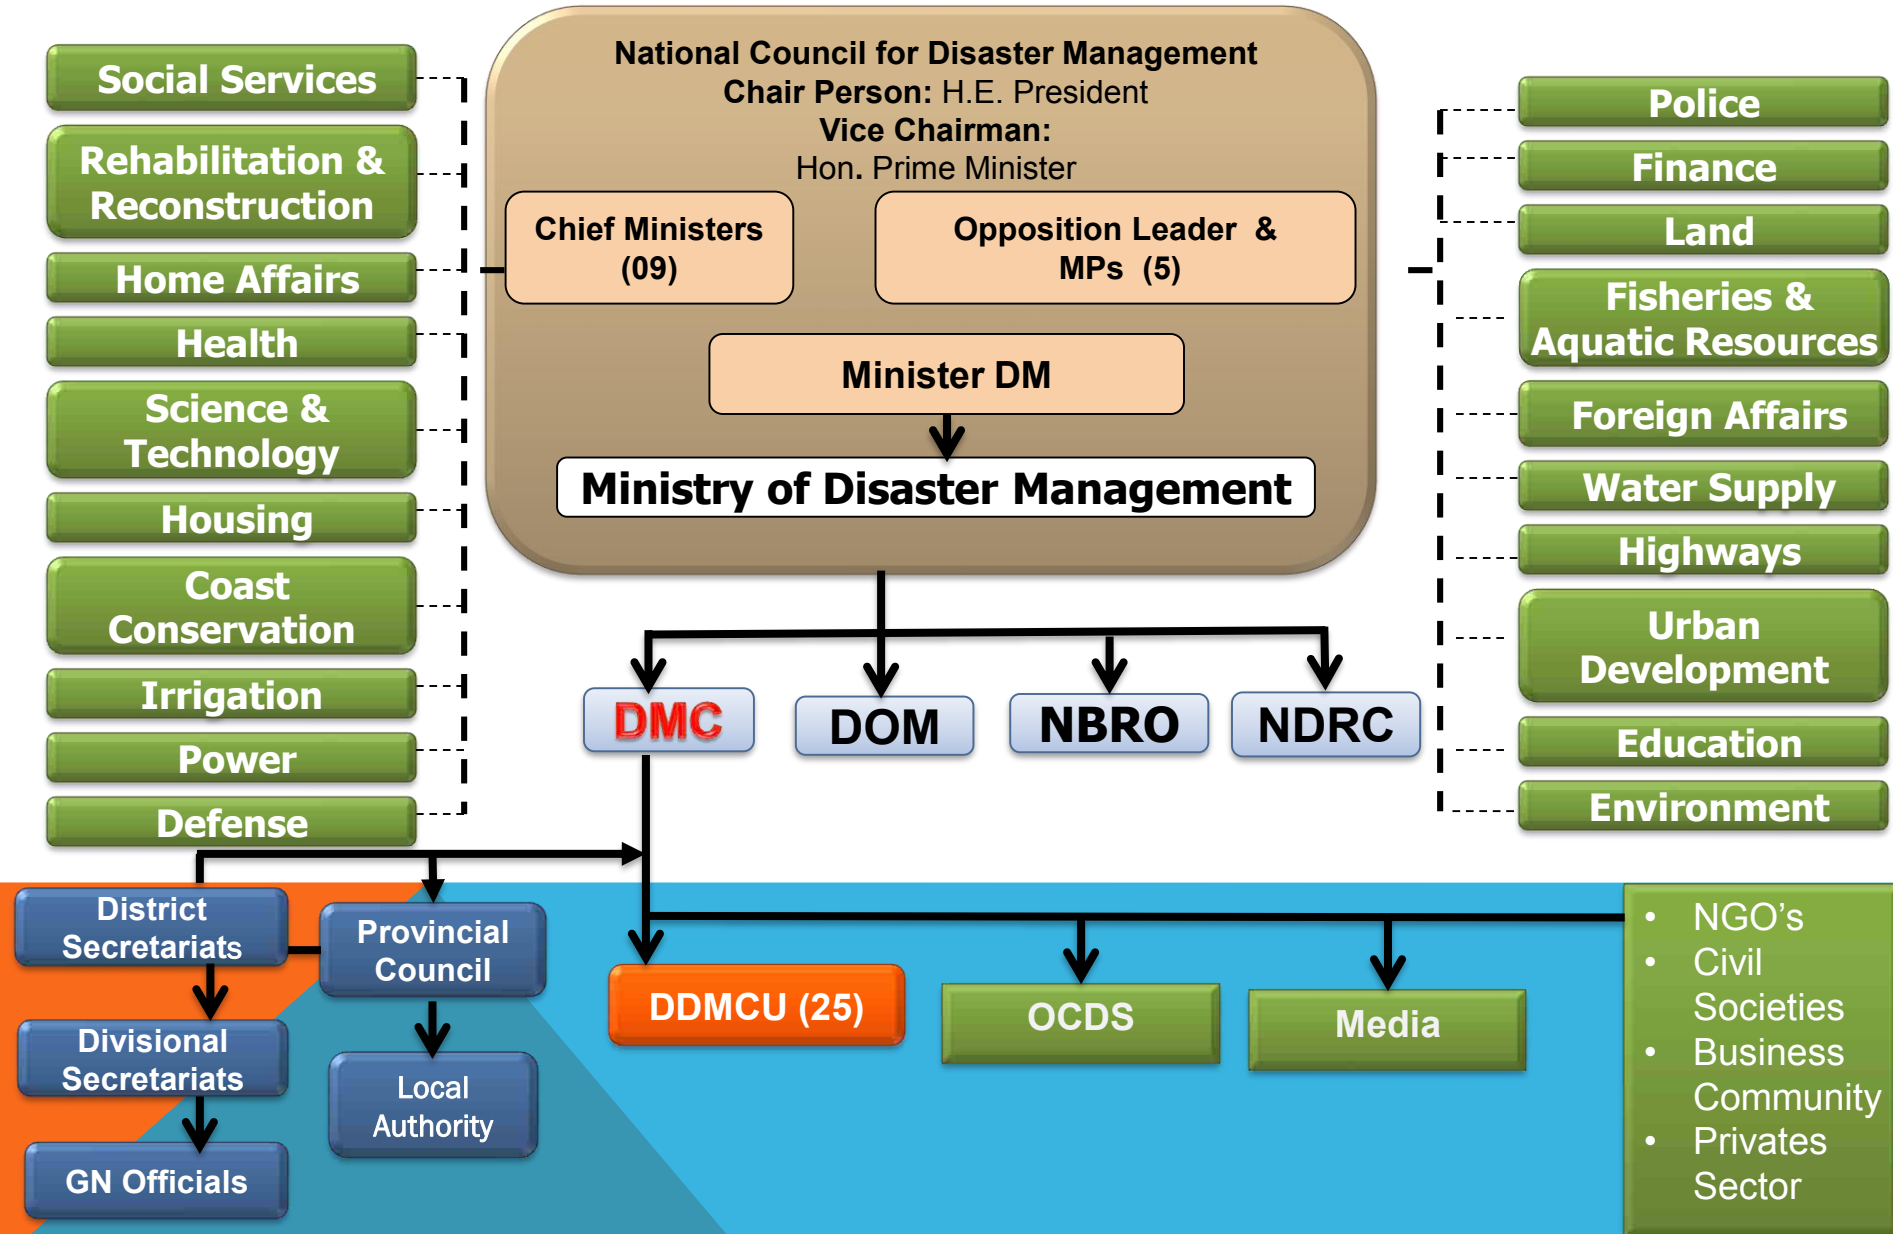 National Council for Disaster Management
Chair Person: H.E. President
Vice Chairman:
Hon. Prime Minister
Chief Ministers
(09)
Opposition Leader &
MPs (5)
Minister DM
Ministry of Disaster Management
Social Services
Rehabilitation &
Reconstruction
Home Affairs
Health
Science &
Technology
Housing
Coast
Conservation
Irrigation
Power
Defense
Police
Finance
Land
Fisheries &
Aquatic Resources
Foreign Affairs
Water Supply
Highways
Urban
Development
Education
Environment
DMC
DOM
NBRO
NDRC
District
Secretariats
Divisional
Secretariats
GN Officials
Provincial
Council
Local
Authority
DDMCU (25)
OCDS
Media
• NGO’s
• Civil
Societies
• Business
Community
• Privates
Sector